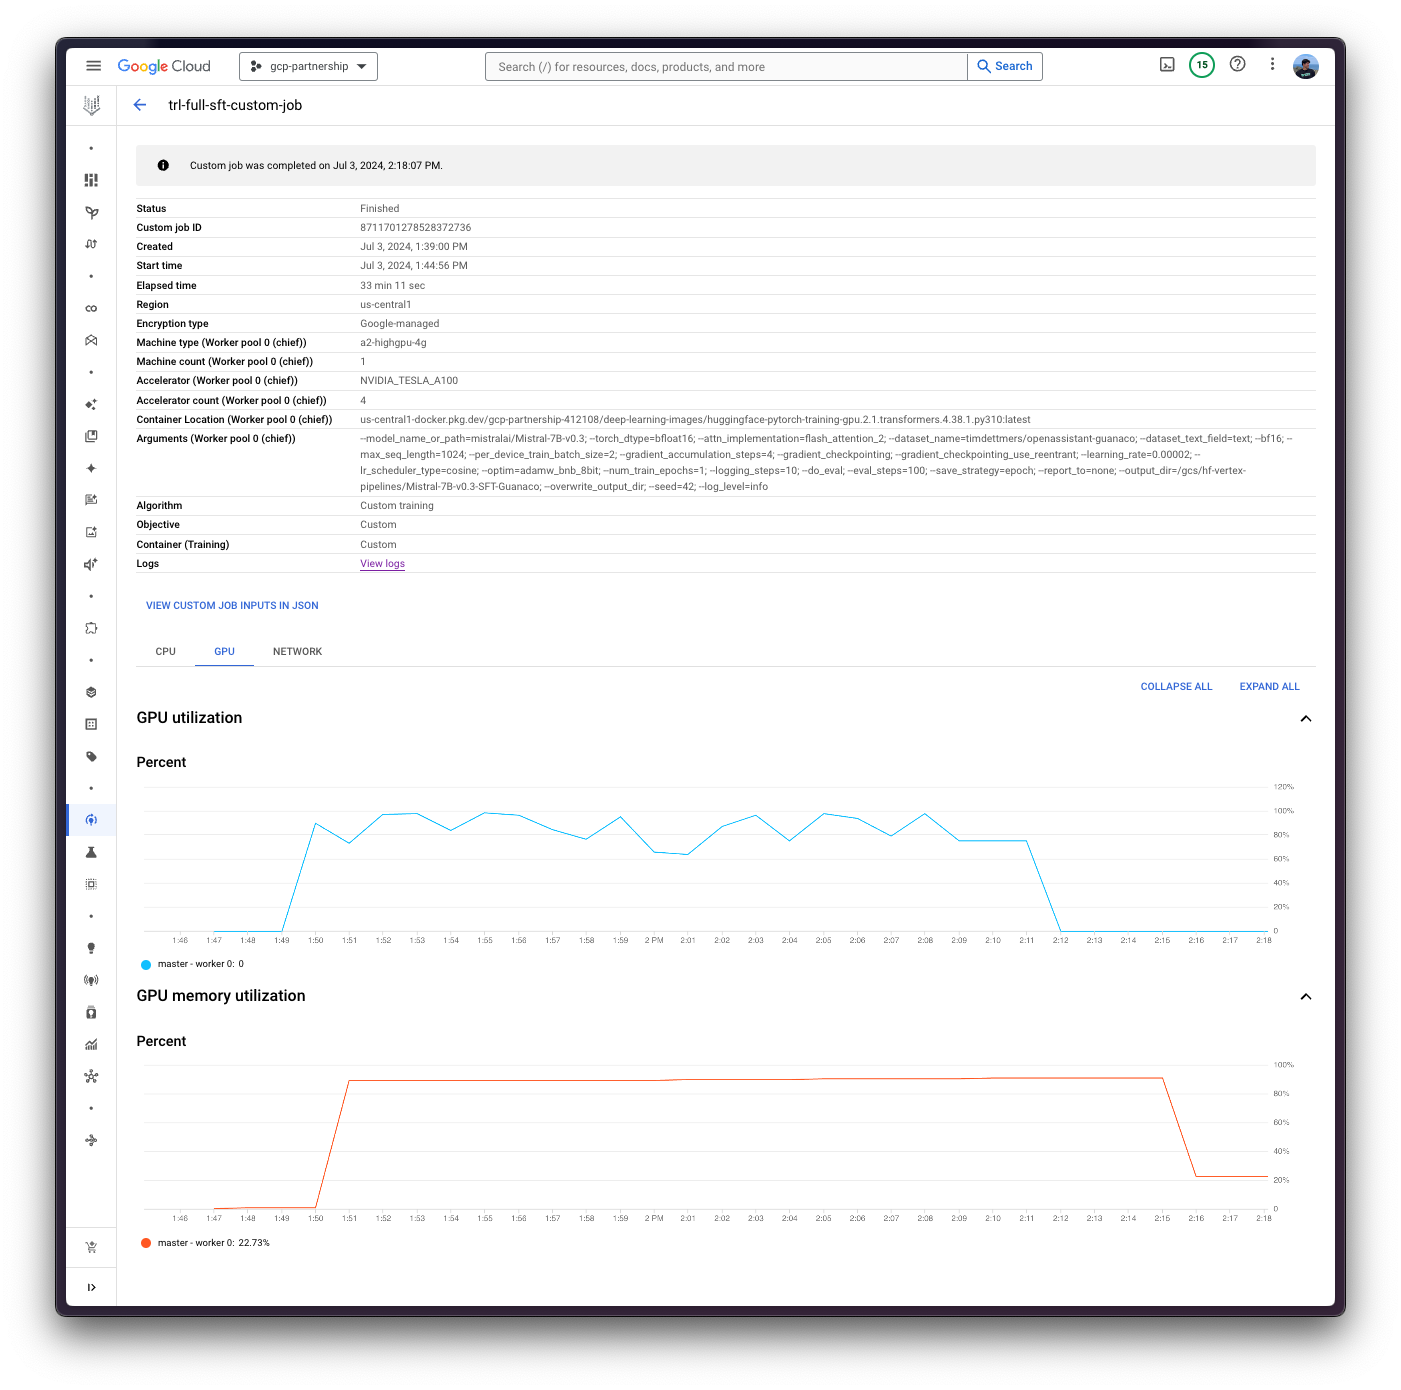 Google Cloud
gcp-partnership
Search (/) for resources, docs, products, and more
Search
15
trl-full-sft-custom-job
Custom job was completed on Jul 3, 2024, 2:18:07 PM.
Status Finished
Custom job ID 8711701278528372736
Created Jul 3, 2024, 1:39:00 PM
Start time Jul 3, 2024, 1:44:56 PM
Elapsed time 33 min 11 sec
Region us-central1
Encryption type Google-managed
Machine type (Worker pool 0 (chief)) a2-highgpu-4g
Machine count (Worker pool 0 (chief)) 1
Accelerator (Worker pool 0 (chief)) NVIDIA_TESLA_A100
Accelerator count (Worker pool 0 (chief)) 4
Container Location (Worker pool 0 (chief)) us-central1-docker.pkg.dev/gcp-partnership-412108/deep-learning-images/huggingface-pytorch-training-gpu.2.1.transformers.4.38.1.py310:latest
Arguments (Worker pool 0 (chief)) --model_name_or_path=mistralai/Mistral-7B-v0.3; --torch_dtype=bfloat16; --attn_implementation=flash_attention_2; --dataset_name=timdettmers/openassistant-guanaco; --dataset_text_field=text; --bf16; --
max_seq_length=1024; --per_device_train_batch_size=2; --gradient_accumulation_steps=4; --gradient_checkpointing; --gradient_checkpointing_use_reentrant; --learning_rate=0.00002; --
lr_scheduler_type=cosine; --optim=adamw_bnb_8bit; --num_train_epochs=1; --logging_steps=10; --do_eval; --eval_steps=100; --save_strategy=epoch; --report_to=none; --output_dir=/gcs/hf-vertex-
pipelines/Mistral-7B-v0.3-SFT-Guanaco; --overwrite_output_dir; --seed=42; --log_level=info
Algorithm Custom training
Objective Custom
Container (Training) Custom
Logs View logs
VIEW CUSTOM JOB INPUTS IN JSON
CPU GPU NETWORK
COLLAPSE ALL EXPAND ALL
GPU utilization
Percent
120%
100%
80%
60%
40%
20%
0
1:46 1:47 1:48 1:49 1:50 1:51 1:52 1:53 1:54 1:55 1:56 1:57 1:58 1:59 2 PM 2:01 2:02 2:03 2:04 2:05 2:06 2:07 2:08 2:09 2:10 2:11 2:12 2:13 2:14 2:15 2:16 2:17 2:18
master - worker 0: 0
GPU memory utilization
Percent
100%
80%
60%
40%
20%
0
1:46 1:47 1:48 1:49 1:50 1:51 1:52 1:53 1:54 1:55 1:56 1:57 1:58 1:59 2 PM 2:01 2:02 2:03 2:04 2:05 2:06 2:07 2:08 2:09 2:10 2:11 2:12 2:13 2:14 2:15 2:16 2:17 2:18
master - worker 0: 22.73%